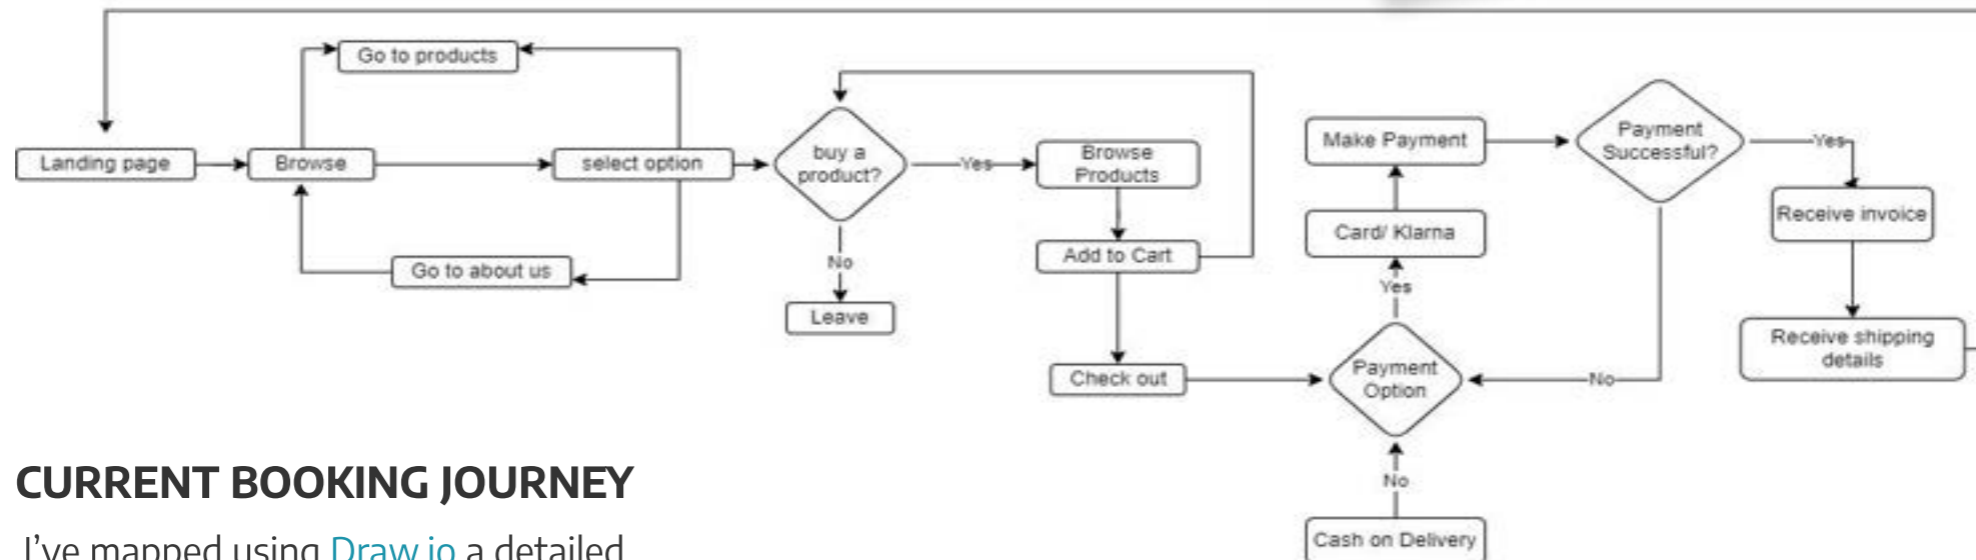 Go to products
Landing page
Browse
select option
Go to about us
buy a
product?
Yes
No
Leave
Browse
Products
Add to Cart
Check out
Payment
Option
Yes
Card/ Klarna
Make Payment
No
Cash on Delivery
Payment
Successful?
Yes
No
Receive invoice
Receive shipping
details
CURRENT BOOKING JOURNEY
I've mapped using Draw.io a detailed